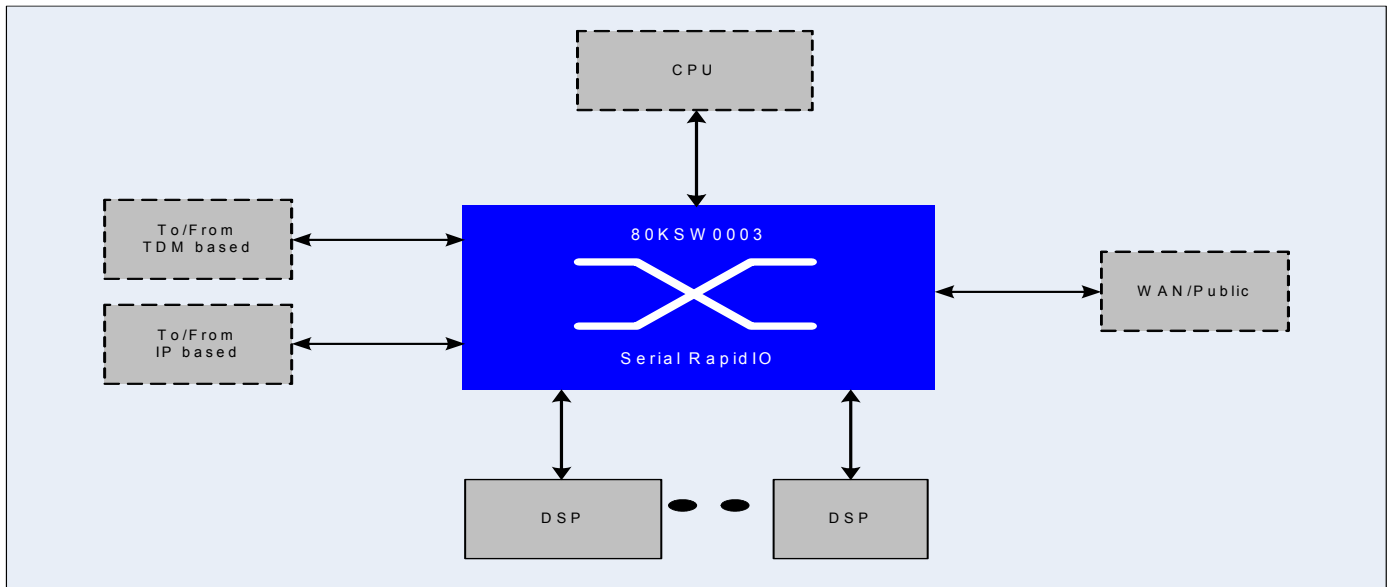 CPU
To/From
TDM based
80KSW0003
WAN/Public
To/From
IP based
Serial RapidIO
DSP
DSP